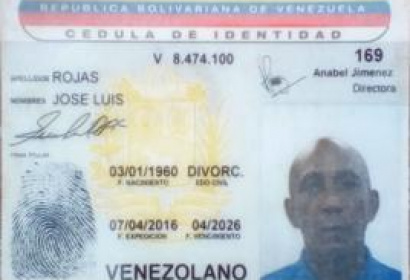 REPUBLICA BOLIVARIANA DE VENEZUELA
CEDULA DE IDENTIDAD
V 8.474.100
169
APELLIDOS ROJAS
Anabel Jimenez
Directora
NOMBRES JOSE LUIS
FIRMA TITULAR
03/01/1960 DIVORC.
F. NACIMIENTO EDO CIVIL
07/04/2016 04/2026
F. EXPEDICION F. VENCIMIENTO
VENEZOLANO